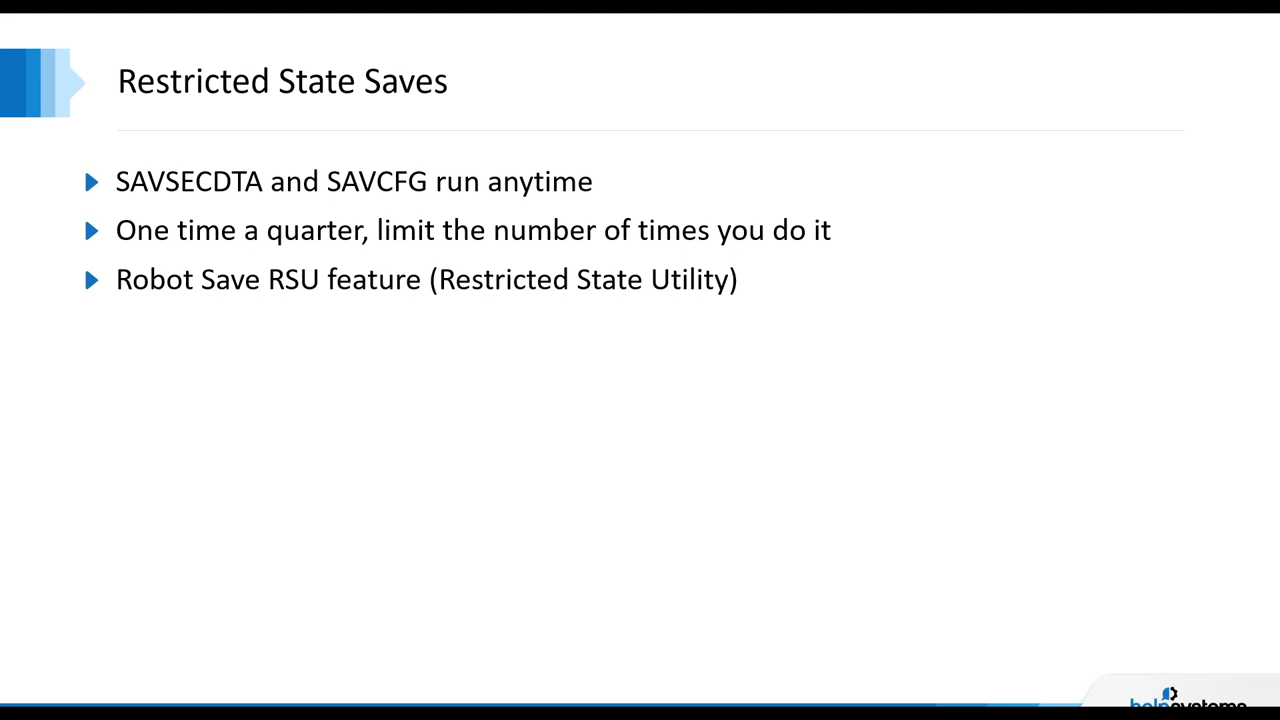 Restricted State Saves
SAVSECDTA and SAVCFG run anytime
One time a quarter, limit the number of times you do it
Robot Save RSU feature (Restricted State Utility)
helpsystems